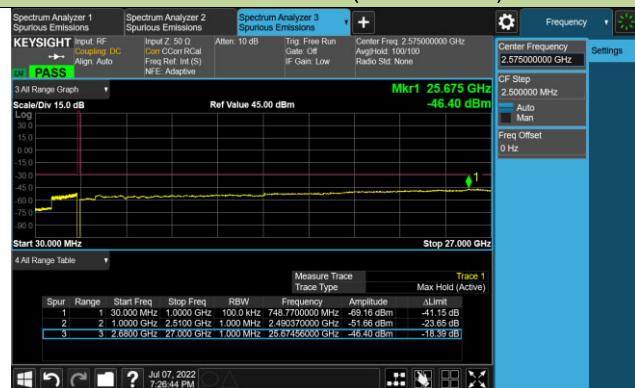 Spectrum Analyzer 1
Spurious Emissions
Spectrum Analyzer 2
Spurious Emissions
Spectrum Analyzer 3
Spurious Emissions
Frequency
KEYSIGHT
Input: RF
Coupling: DC
Align: Auto
Input Z: 50 Ω
Corr CCorr RCal
Freq Ref: Int (S)
NFE: Adaptive
Atten: 10 dB
Trig: Free Run
Gate: Off
IF Gain: Low
Center Freq: 2.575000000 GHz
Avg|Hold: 100/100
Radio Std: None
PASS
Center Frequency
2.575000000 GHz
Settings
CF Step
2.500000 MHz
Auto
Man
Freq Offset
0 Hz
3 All Range Graph
Mkr1 25.675 GHz
Scale/Div 15.0 dB
Ref Value 45.00 dBm
-46.40 dBm
Log
30.0
15.0
0.00
-15.0
-30.0
-45.0
-60.0
-75.0
-90.0
1
Start 30.000 MHz
Stop 27.000 GHz
4 All Range Table
Measure Trace Trace 1
Trace Type Max Hold (Active)
Spur Range Start Freq Stop Freq RBW Frequency Amplitude ΔLimit
1 1 30.000 MHz 1.0000 GHz 100.0 kHz 748.7700000 MHz -69.16 dBm -41.15 dB
2 2 1.0000 GHz 2.5100 GHz 1.000 MHz 2.490370000 GHz -51.66 dBm -23.65 dB
3 3 2.6800 GHz 27.000 GHz 1.000 MHz 25.67456000 GHz -46.40 dBm -18.39 dB
Jul 07, 2022
7:26:44 PM